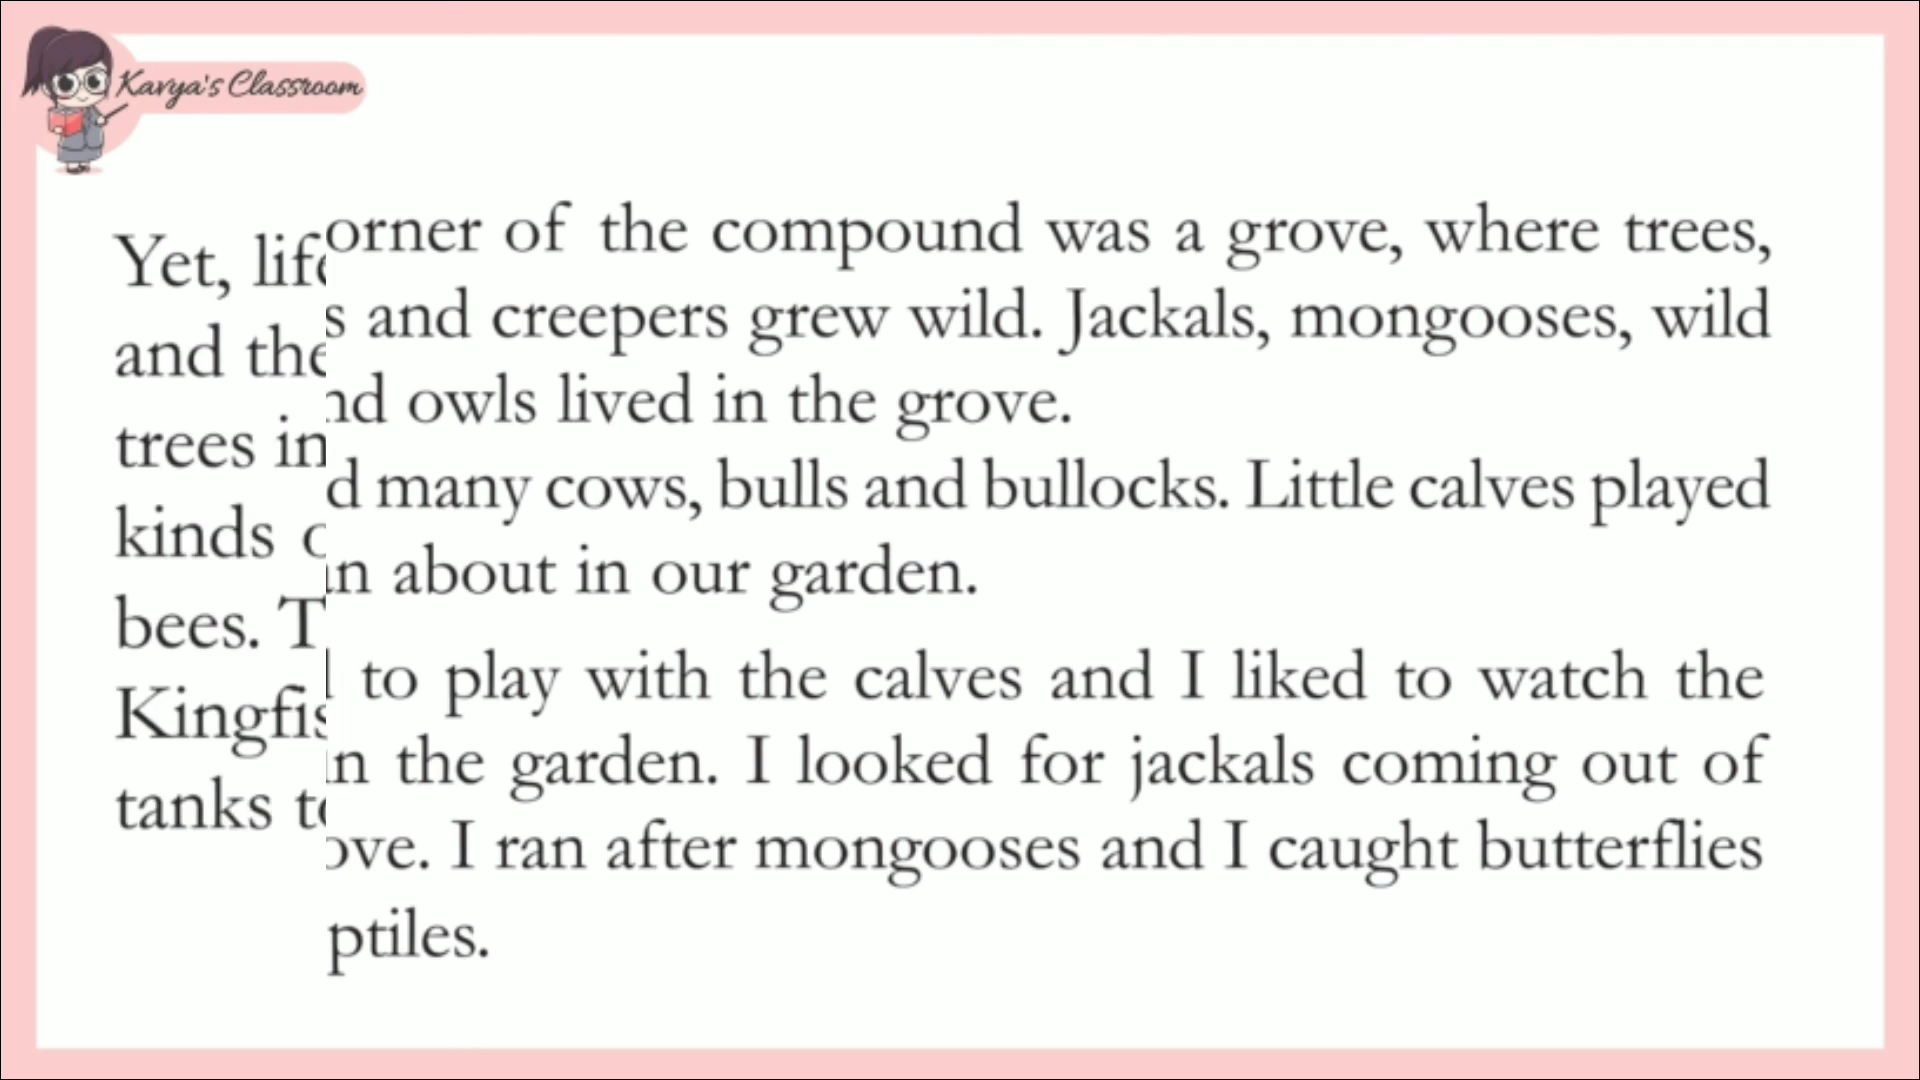 Kavya's Classroom
Yet, lif
and the
trees in
kinds
bees. T
Kingfis
tanks to
orner of the compound was a grove, where trees,
s and creepers grew wild. Jackals, mongooses, wild
nd owls lived in the grove.
d many cows, bulls and bullocks. Little calves played
n about in our garden.
to play with the calves and I liked to watch the
in the garden. I looked for jackals coming out of
ove. I ran after mongooses and I caught butterflies
ptiles.